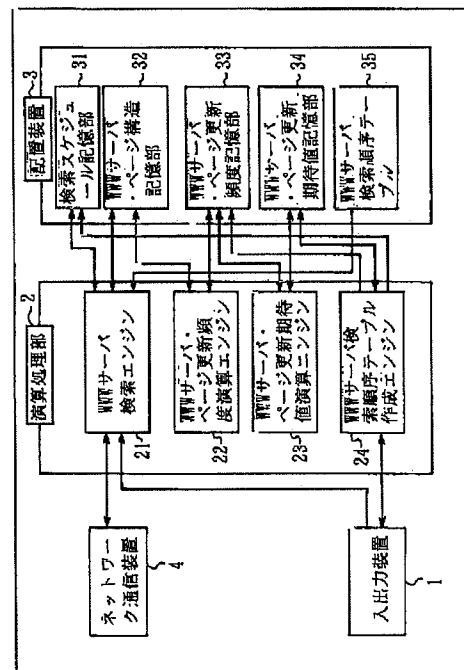 入出力装置
1
ネットワー
ク通信装置
4
演算処理部
2
WWWサーバ
検索エンジン
21
WWWサーバ・
ページ更新頻
度演算エンジン
22
WWWサーバ・
ページ更新期待
値演算エンジン
23
WWWサーバ検
索順序テーブル
作成エンジン
24
配置装置
3
検索スケジュ
ール記憶部
31
WWWサーバ
・ページ構造
記憶部
32
WWWサーバ
・ページ更新
頻度記憶部
33
WWWサーバ
・ページ更新
期待値記憶部
34
WWWサーバ
検索順序テー
ブル
35